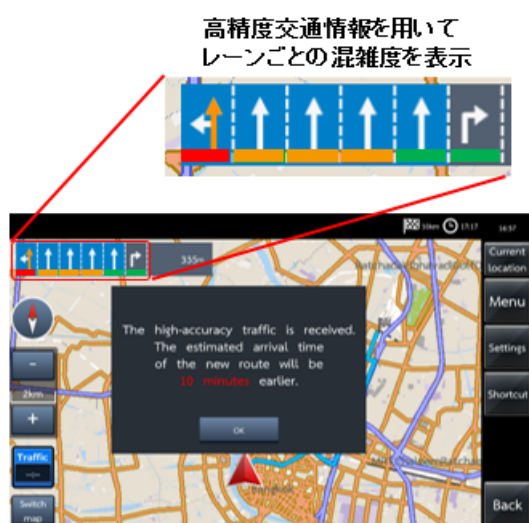 高精度交通情報を用いて
レーンごとの混雑度を表示
10km 17:17 16:57
335m
Current
location
Menu
The high-accuracy traffic is received.
The estimated arrival time
of the new route will be
10 minutes earlier.
OK
Settings
Shortcut
-
2km
+
Traffic
Switch
map
Bangkok
Back